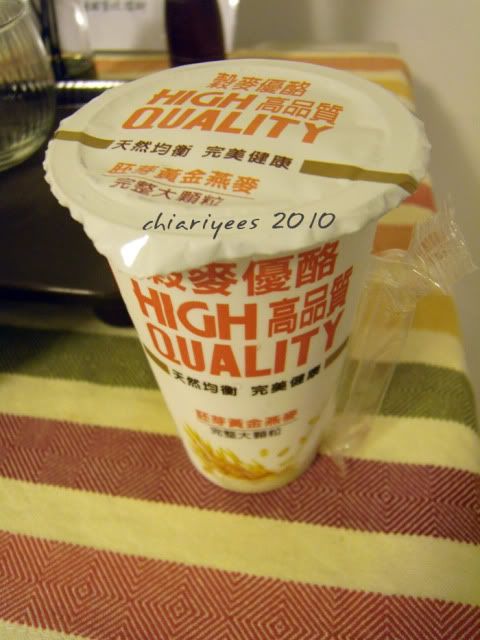 穀麥優酪
HIGH 高品質
QUALITY
天然均衡 完美健康
胚芽黃金燕麥
完整大顆粒
chiariyees 2010
穀麥優酪
HIGH 高品質
QUALITY
天然均衡 完美健康
胚芽黃金燕麥
完整大顆粒